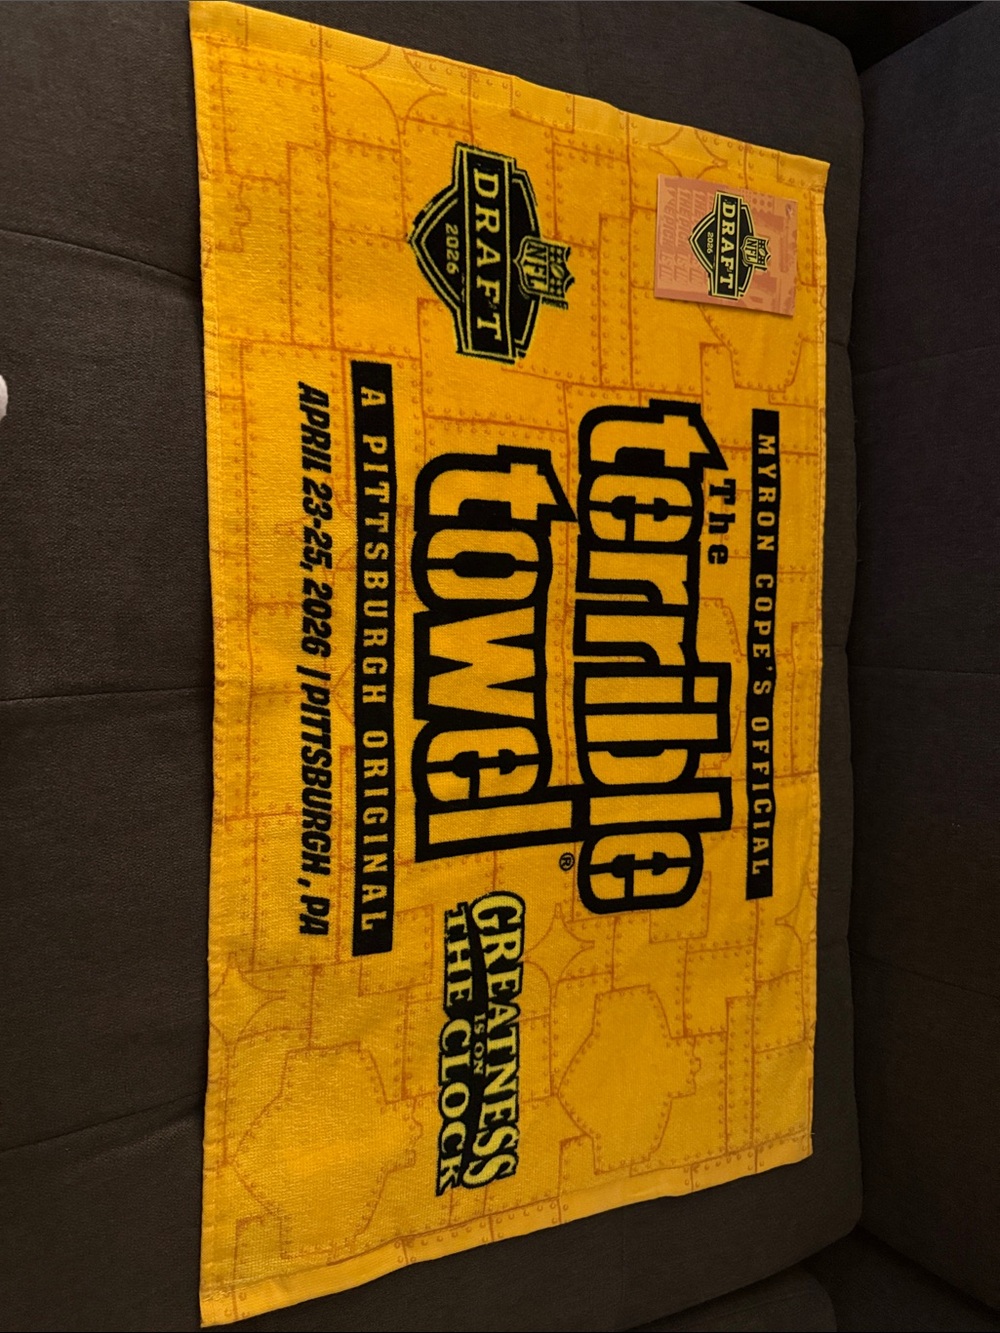 MYRON COPE'S OFFICIAL
The
terrible
towel®
A PITTSBURGH ORIGINAL
APRIL 23-25, 2026 | PITTSBURGH, PA
NFL
DRAFT
2026
GREATNESS
IS ON
THE CLOCK
NFL
DRAFT
2026